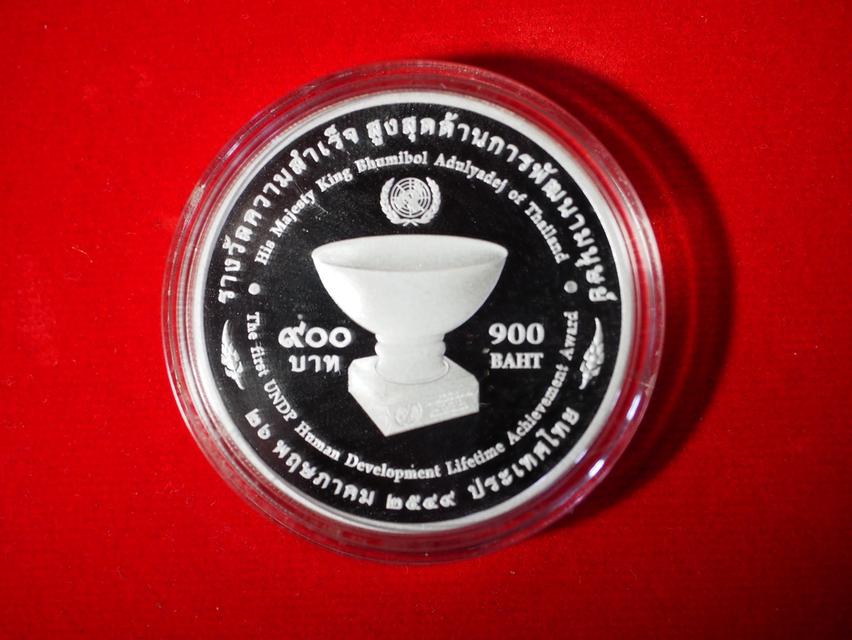 รางวัลความสำเร็จ สูงสุดด้านการพัฒนามนุษย์
His Majesty King Bhumibol Adulyadej of Thailand
๙๐๐
บาท
900
BAHT
The first UNDP Human Development Lifetime Achievement Award
๒๖ พฤษภาคม ๒๕๔๙ ประเทศไทย